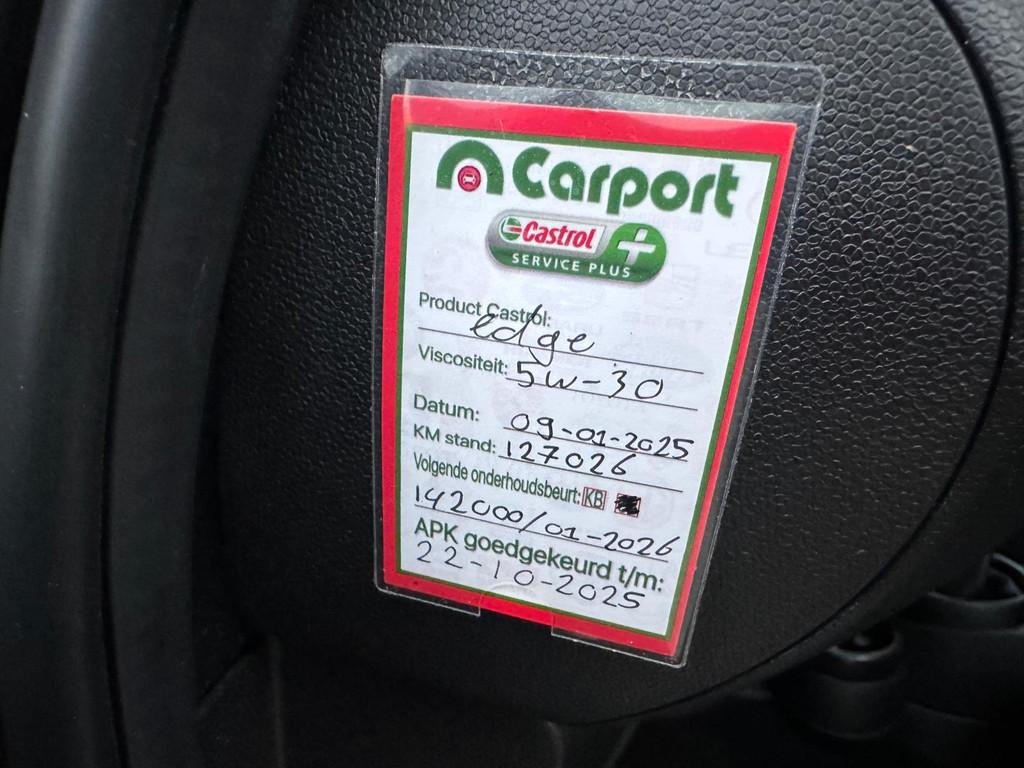 Carport
Castrol
SERVICE PLUS
Product Castrol: edge
Viscositeit: 5W-30
Datum: 09-01-2025
KM stand: 127026
Volgende onderhoudsbeurt: KB
142000/01-2026
APK goedgekeurd t/m:
22-10-2025